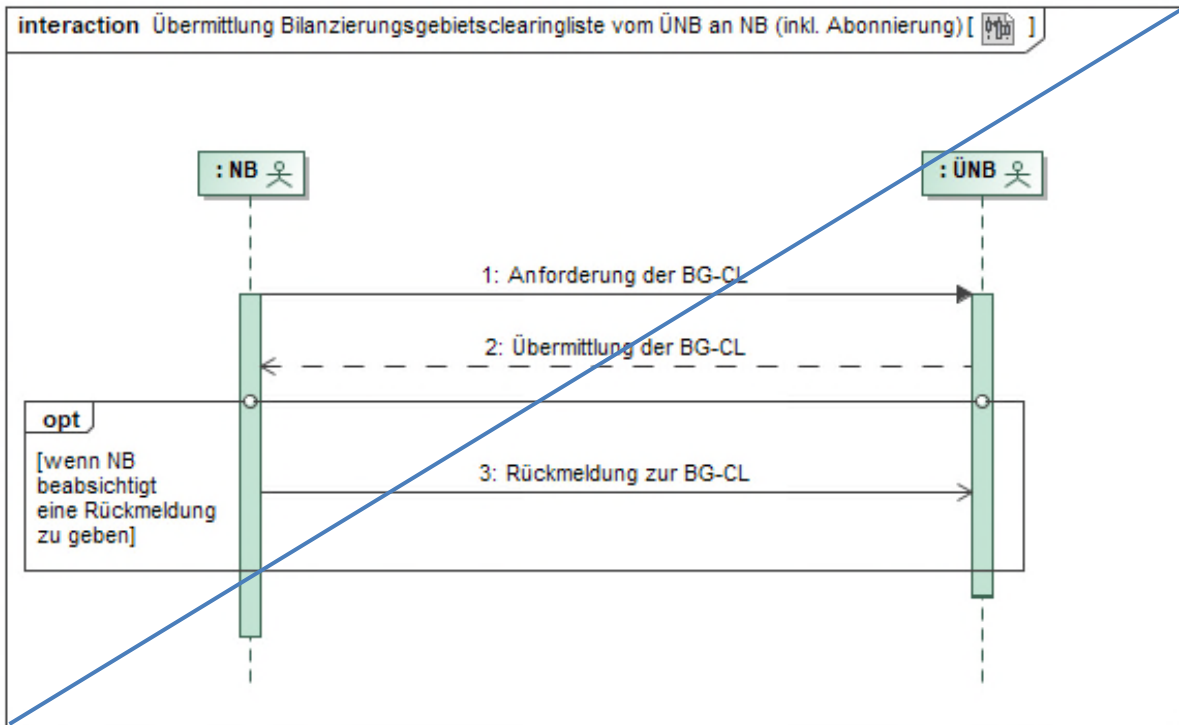 interaction Übermittlung Bilanzierungsgebietsclearingliste vom ÜNB an NB (inkl. Abonnierung) [ ]
: NB
: ÜNB
1: Anforderung der BG-CL
2: Übermittlung der BG-CL
opt
[wenn NB
beabsichtigt
eine Rückmeldung
zu geben]
3: Rückmeldung zur BG-CL